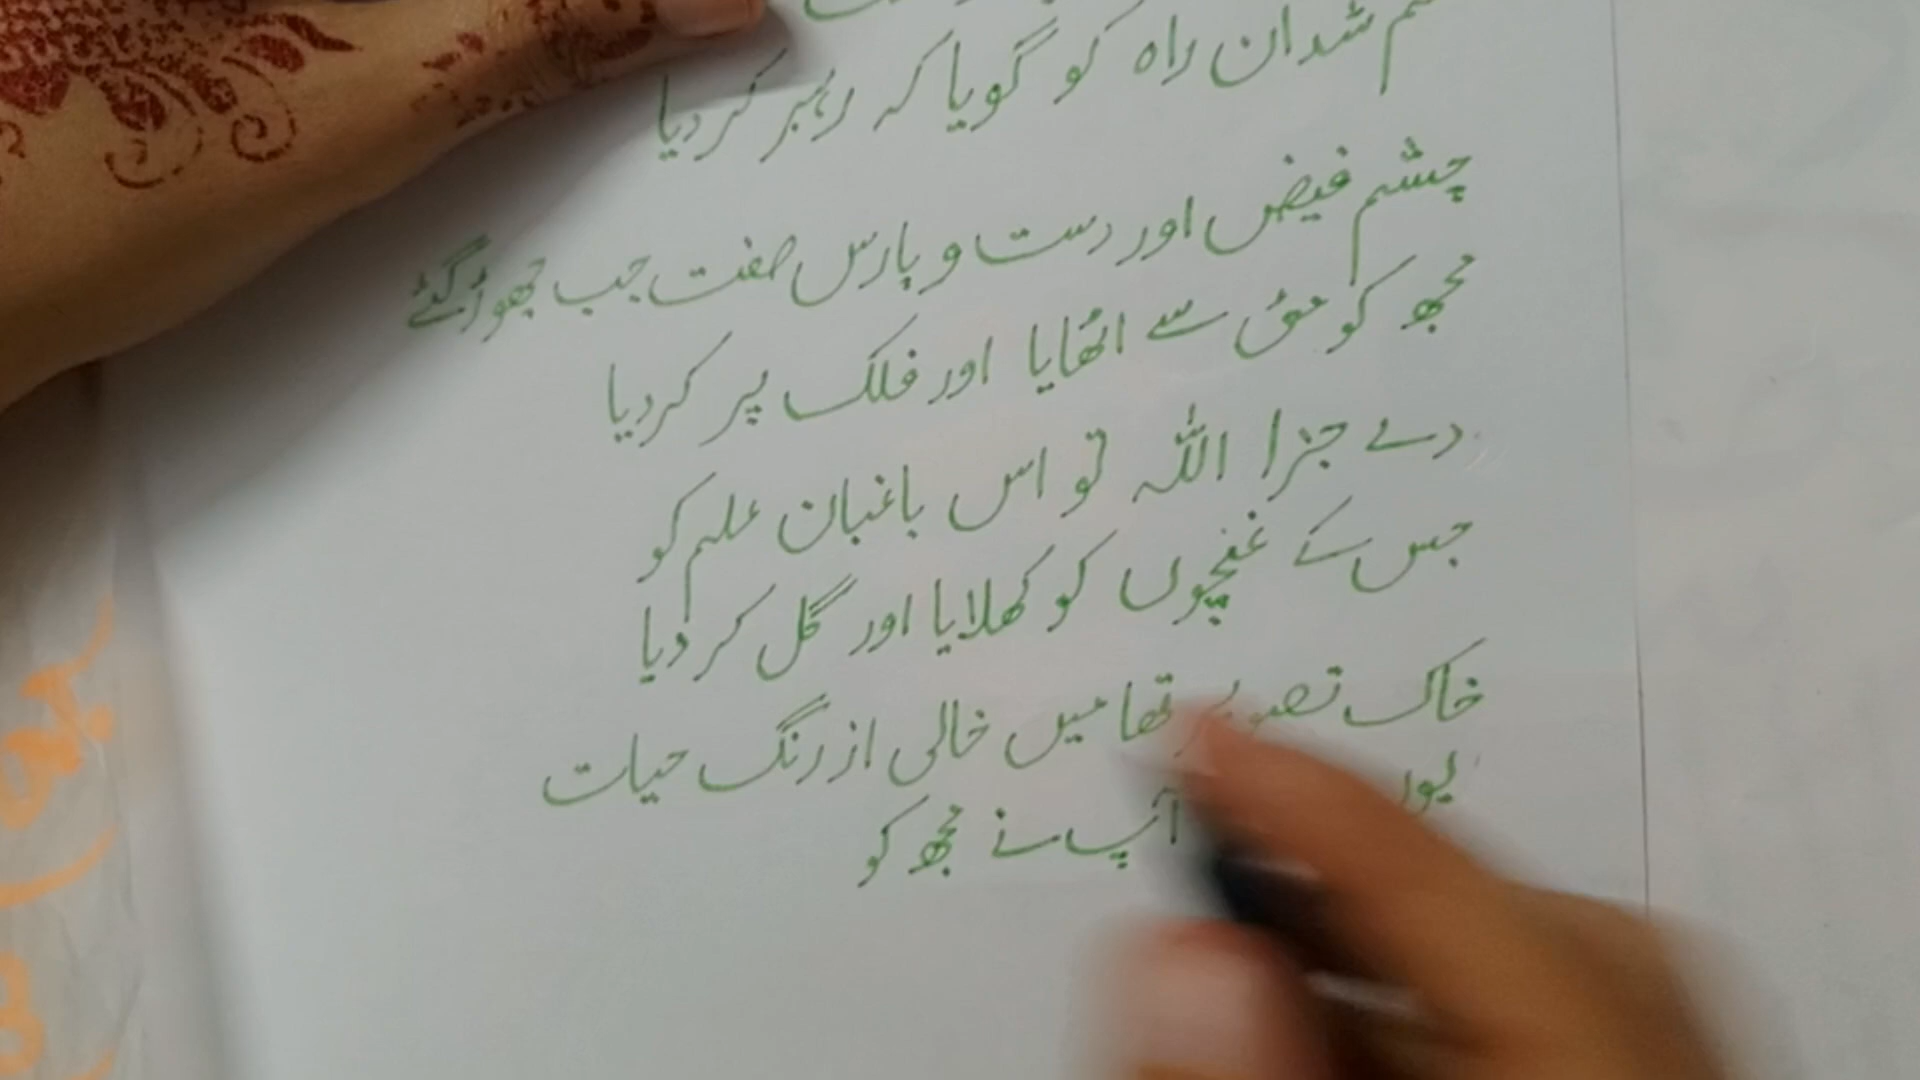 شدان راہ کو گویا کہ رہبر کر دیا
چشم فیض اور دست و پارس صفت جب چھو گئے
مجھ کو مٹی سے اٹھایا اور فلک پر کر دیا
دے جزا اللہ تو اس باغبان علم کو
جس کے غنچوں کو کھلایا اور گل کر دیا
خاک تصویر تھا میں خالی از رنگ حیات
یوں آپ نے مجھ کو